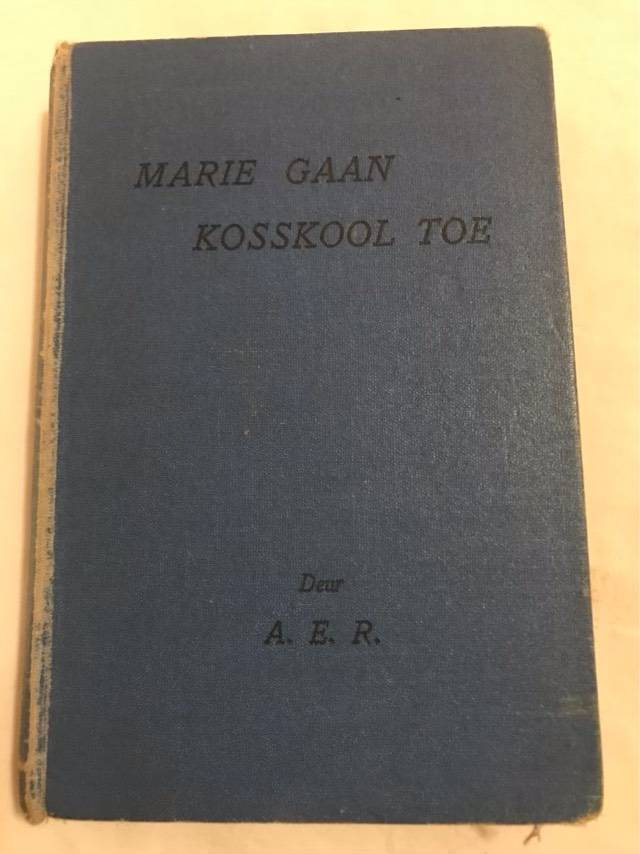 MARIE GAAN
KOSSKOOL TOE
Deur
A. E. R.